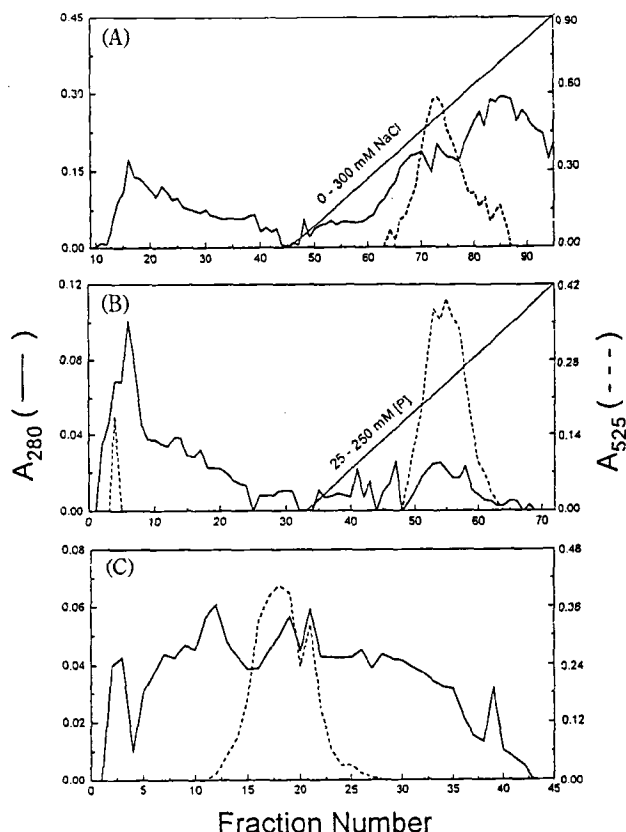 (A)
0.45
0.39
0.15
0.00
0.90
0.60
0.30
0.00
0 - 300 mM NaCl
10 20 30 40 50 60 70 80 90
(B)
0.12
0.08
0.04
0.00
0.42
0.28
0.14
0.00
25 - 250 mM [P]
0 10 20 30 40 50 60 70
(C)
0.08
0.06
0.04
0.02
0.00
0.48
0.36
0.24
0.12
0.00
0 5 10 15 20 25 30 35 40 45
A280 ( — )
A525 ( --- )
Fraction Number